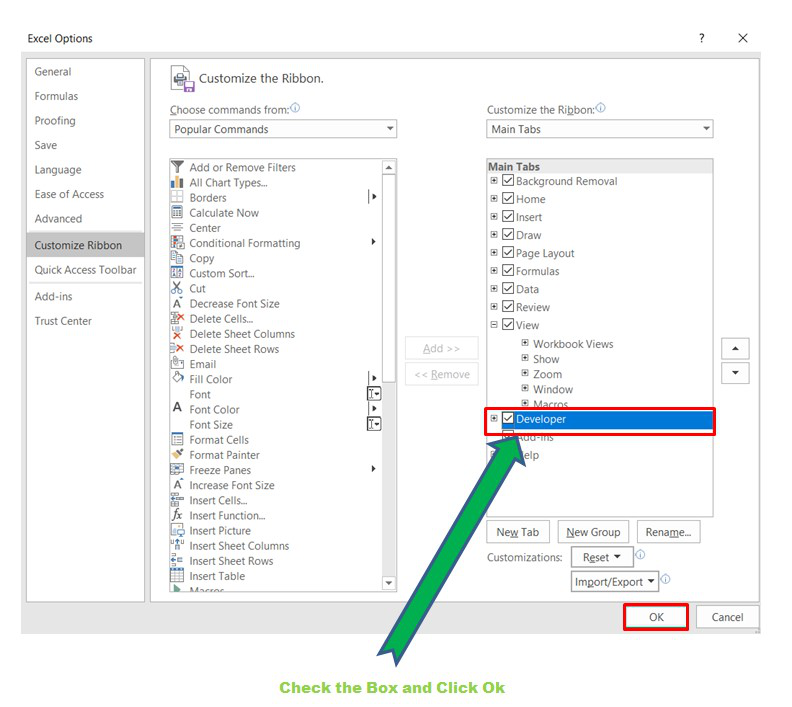 Excel Options
?
General
Formulas
Proofing
Save
Language
Ease of Access
Advanced
Customize Ribbon
Quick Access Toolbar
Add-ins
Trust Center
Customize the Ribbon.
Choose commands from:
Popular Commands
Add or Remove Filters
All Chart Types...
Borders
Calculate Now
Center
Conditional Formatting
Copy
Custom Sort...
Cut
Decrease Font Size
Delete Cells...
Delete Sheet Columns
Delete Sheet Rows
Email
Fill Color
Font
Font Color
Font Size
Format Cells
Format Painter
Freeze Panes
Increase Font Size
Insert Cells...
Insert Function...
Insert Picture
Insert Sheet Columns
Insert Sheet Rows
Insert Table
Macros
Add >>
<< Remove
Customize the Ribbon:
Main Tabs
Main Tabs
Background Removal
Home
Insert
Draw
Page Layout
Formulas
Data
Review
View
Workbook Views
Show
Zoom
Window
Macros
Developer
Add-ins
Help
New Tab
New Group
Rename...
Customizations:
Reset
Import/Export
OK
Cancel
Check the Box and Click Ok